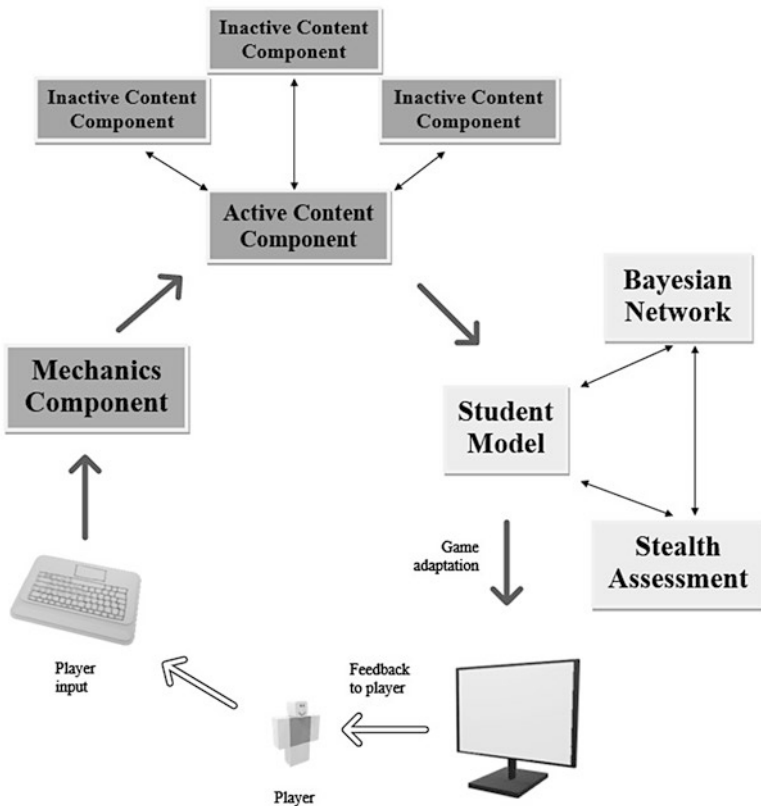 Inactive Content
Component
Inactive Content
Component
Inactive Content
Component
Active Content
Component
Bayesian
Network
Mechanics
Component
Student
Model
Game
adaptation
Stealth
Assessment
Player
input
Feedback
to player
Player